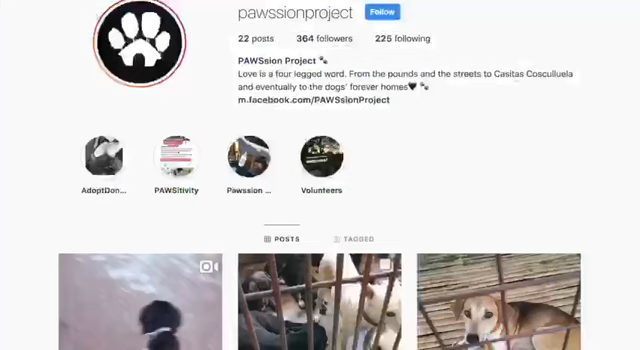 pawssionproject
Follow
22 posts 364 followers 225 following
PAWSsion Project 🐾
Love is a four legged word. From the pounds and the streets to Casitas Coscylluela
and eventually to the dogs' forever homes🖤 🐾
m.facebook.com/PAWSsionProject
AdoptDon... PAWSitivity Pawssion ... Volunteers
POSTS TAGGED